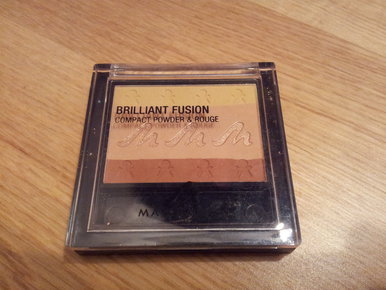 BRILLIANT FUSION
COMPACT POWDER & ROUGE